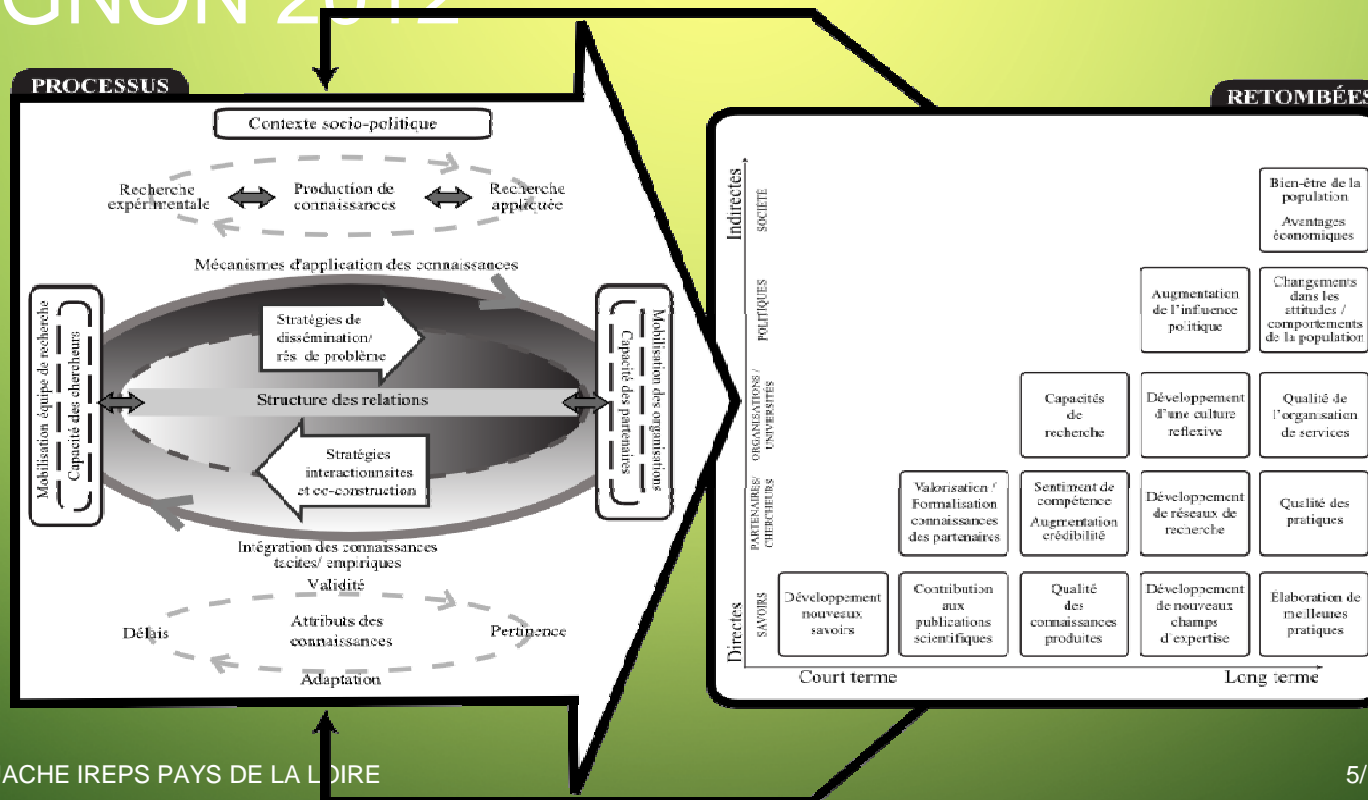 GNON 2012
PROCESSUS
Contexte socio-politique
Recherche
expérimentale
Production de
connaissances
Recherche
appliquée
Mécanismes d'application des connaissances
Mobilisation équipe de recherche
Capacité des chercheurs
Stratégies de
dissémination/
rés de problème
Structure des relations
Stratégies
interactionnsites
et co-construction
Capacité des partenaires
Mobilisation des organisations
Intégration des connaissances
tacites/ empiriques
Validité
Délais
Attributs des
connaissances
Pertinence
Adaptation
RETOMBÉES
Indirectes
SOCIÉTÉ
Bien-être de la
population
Avantages
économiques
POLITIQUES
Augmentation
de l'influence
politique
Changements
dans les
attitudes /
comportements
de la population
ORGANISATIONS /
UNIVERSITÉS
Capacités
de
recherche
Développement
d'une culture
reflexive
Qualité de
l'organisation
de services
PARTENAIRES/
CHERCHEURS
Valorisation /
Formalisation
connaissances
des partenaires
Sentiment de
compétence
Augmentation
crédibilité
Développement
de réseaux de
recherche
Qualité des
pratiques
Directes
SAVOIRS
Développement
nouveaux
savoirs
Contribution
aux
publications
scientifiques
Qualité
des
connaissances
produites
Développement
de nouveaux
champs
d'expertise
Élaboration de
meilleures
pratiques
Court terme
Long terme
ACHE IREPS PAYS DE LA LOIRE
5/